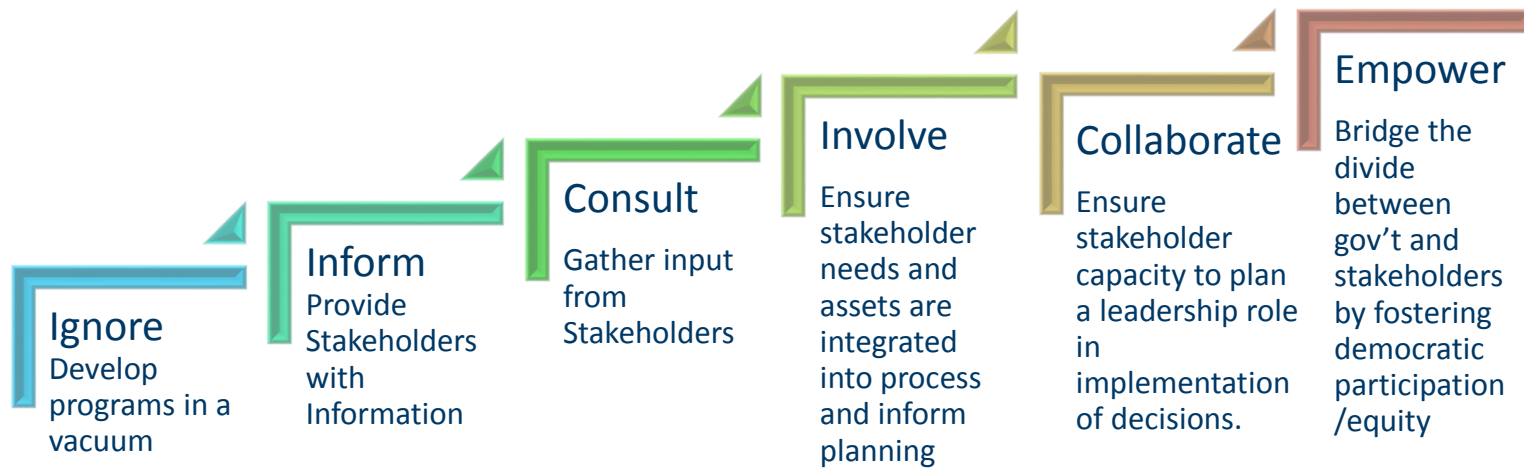 Ignore
Develop
programs in a
vacuum
Inform
Provide
Stakeholders
with
Information
Consult
Gather input
from
Stakeholders
Involve
Ensure
stakeholder
needs and
assets are
integrated
into process
and inform
planning
Collaborate
Ensure
stakeholder
capacity to plan
a leadership role
in
implementation
of decisions.
Empower
Bridge the
divide
between
gov’t and
stakeholders
by fostering
democratic
participation
/equity